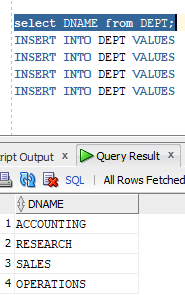 select DNAME from DEPT;
INSERT INTO DEPT VALUES
INSERT INTO DEPT VALUES
INSERT INTO DEPT VALUES
INSERT INTO DEPT VALUES
ript Output x Query Result x
SQL | All Rows Fetched
DNAME
1 ACCOUNTING
2 RESEARCH
3 SALES
4 OPERATIONS